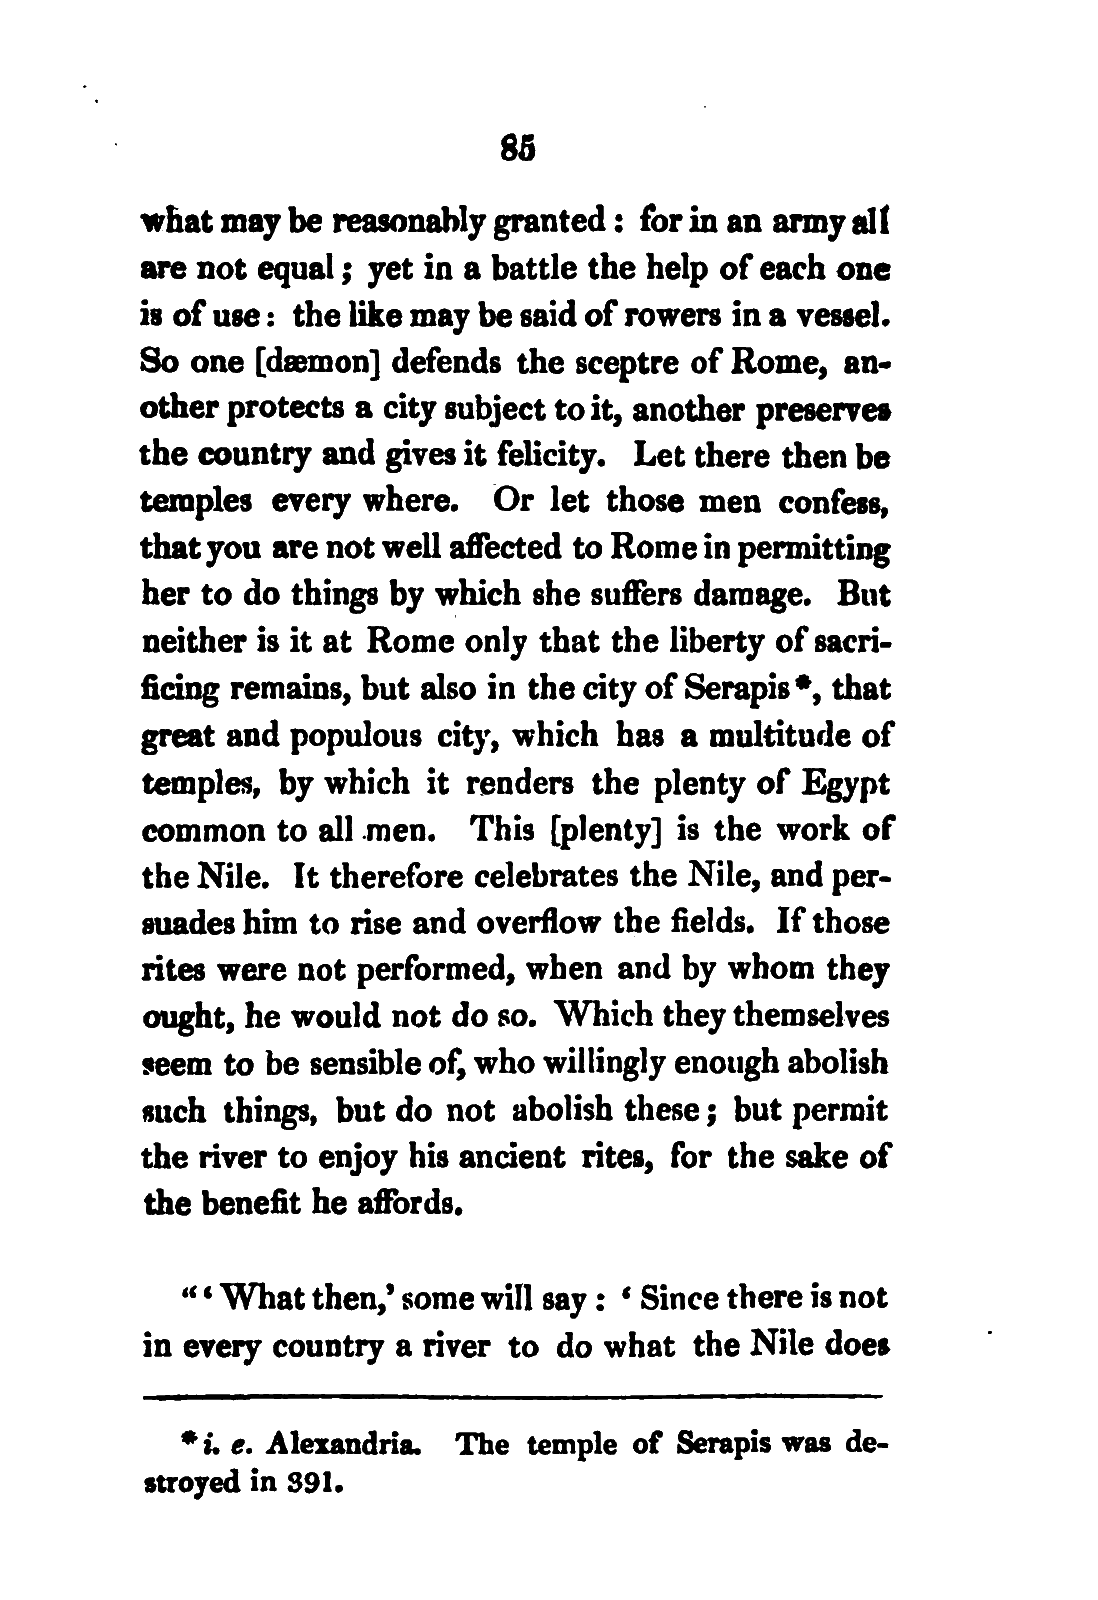 85
what may be reasonably granted : for in an army all
are not equal ; yet in a battle the help of each one
is of use : the like may be said of rowers in a vessel.
So one [dæmon] defends the sceptre of Rome, an-
other protects a city subject to it, another preserves
the country and gives it felicity. Let there then be
temples every where. Or let those men confess,
that you are not well affected to Rome in permitting
her to do things by which she suffers damage. But
neither is it at Rome only that the liberty of sacri-
ficing remains, but also in the city of Serapis*, that
great and populous city, which has a multitude of
temples, by which it renders the plenty of Egypt
common to all men. This [plenty] is the work of
the Nile. It therefore celebrates the Nile, and per-
suades him to rise and overflow the fields. If those
rites were not performed, when and by whom they
ought, he would not do so. Which they themselves
seem to be sensible of, who willingly enough abolish
such things, but do not abolish these ; but permit
the river to enjoy his ancient rites, for the sake of
the benefit he affords.
“ ‘ What then,’ some will say : ‘ Since there is not
in every country a river to do what the Nile does
* i. e. Alexandria. The temple of Serapis was de-
stroyed in 391.